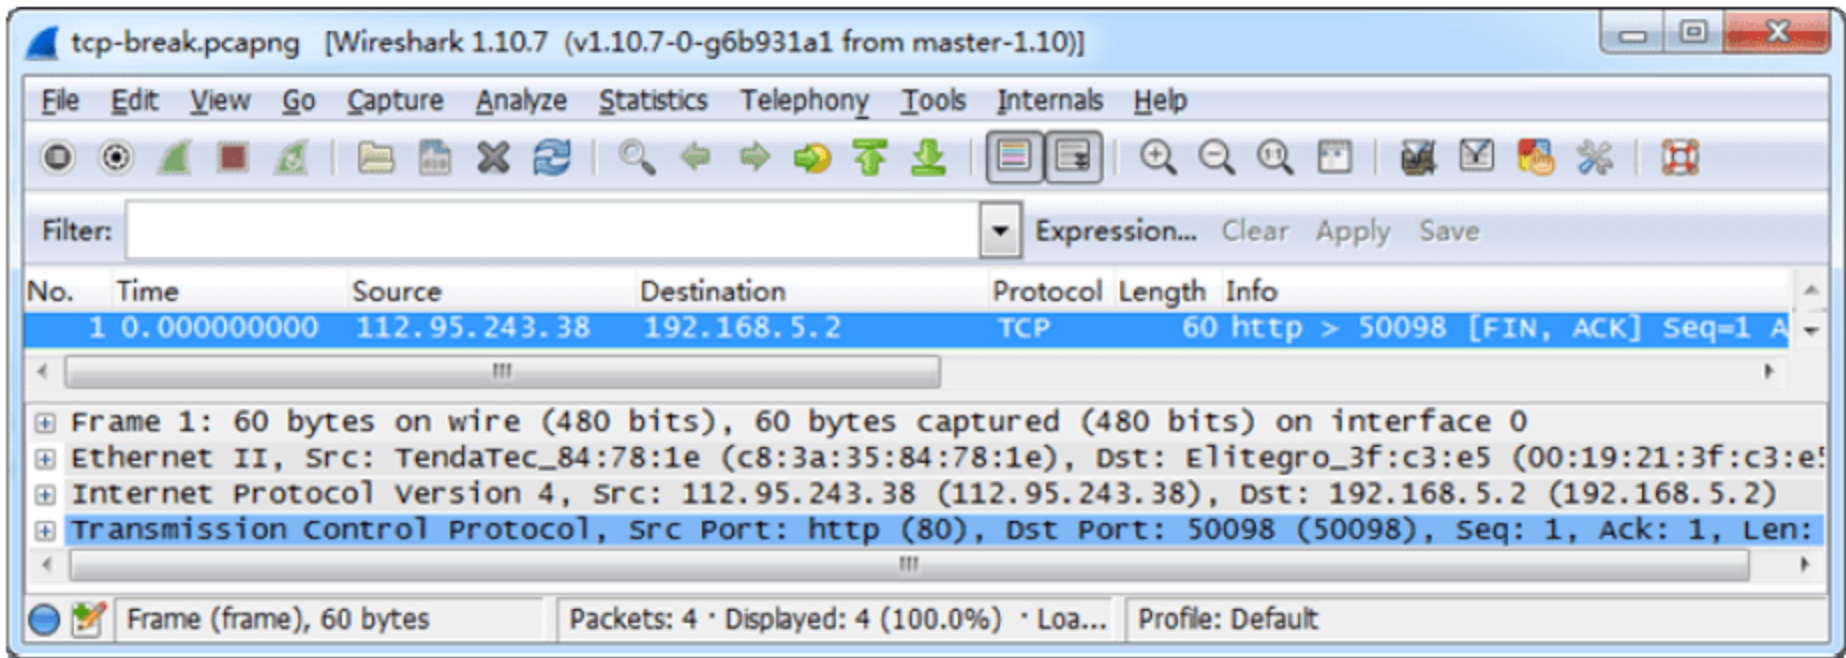 tcp-break.pcapng [Wireshark 1.10.7 (v1.10.7-0-g6b931a1 from master-1.10)]
File Edit View Go Capture Analyze Statistics Telephony Tools Internals Help
Filter: Expression... Clear Apply Save
No. Time Source Destination Protocol Length Info
1 0.000000000 112.95.243.38 192.168.5.2 TCP 60 http > 50098 [FIN, ACK] Seq=1 A
Frame 1: 60 bytes on wire (480 bits), 60 bytes captured (480 bits) on interface 0
Ethernet II, Src: TendaTec_84:78:1e (c8:3a:35:84:78:1e), Dst: Elitegro_3f:c3:e5 (00:19:21:3f:c3:e5
Internet Protocol Version 4, Src: 112.95.243.38 (112.95.243.38), Dst: 192.168.5.2 (192.168.5.2)
Transmission Control Protocol, Src Port: http (80), Dst Port: 50098 (50098), Seq: 1, Ack: 1, Len:
Frame (frame), 60 bytes Packets: 4 · Displayed: 4 (100.0%) · Loa... Profile: Default